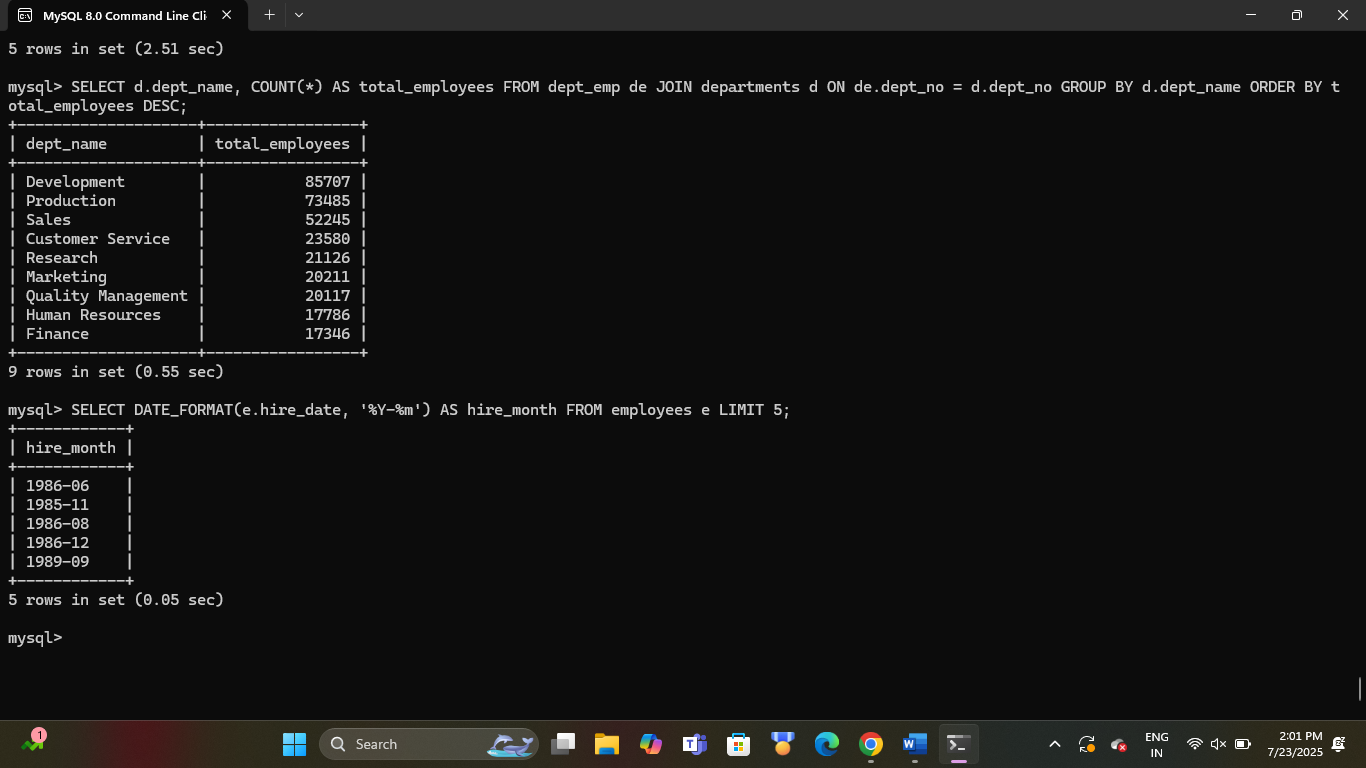 MySQL 8.0 Command Line Cli
5 rows in set (2.51 sec)
mysql> SELECT d.dept_name, COUNT(*) AS total_employees FROM dept_emp de JOIN departments d ON de.dept_no = d.dept_no GROUP BY d.dept_name ORDER BY t
otal_employees DESC;
+--------------------+-----------------+
| dept_name          | total_employees |
+--------------------+-----------------+
| Development        |           85707 |
| Production         |           73485 |
| Sales              |           52245 |
| Customer Service   |           23580 |
| Research           |           21126 |
| Marketing          |           20211 |
| Quality Management |           20117 |
| Human Resources    |           17786 |
| Finance            |           17346 |
+--------------------+-----------------+
9 rows in set (0.55 sec)
mysql> SELECT DATE_FORMAT(e.hire_date, '%Y-%m') AS hire_month FROM employees e LIMIT 5;
+------------+
| hire_month |
+------------+
| 1986-06    |
| 1985-11    |
| 1986-08    |
| 1986-12    |
| 1989-09    |
+------------+
5 rows in set (0.05 sec)
mysql>
1
Search
ENG
IN
2:01 PM
7/23/2025